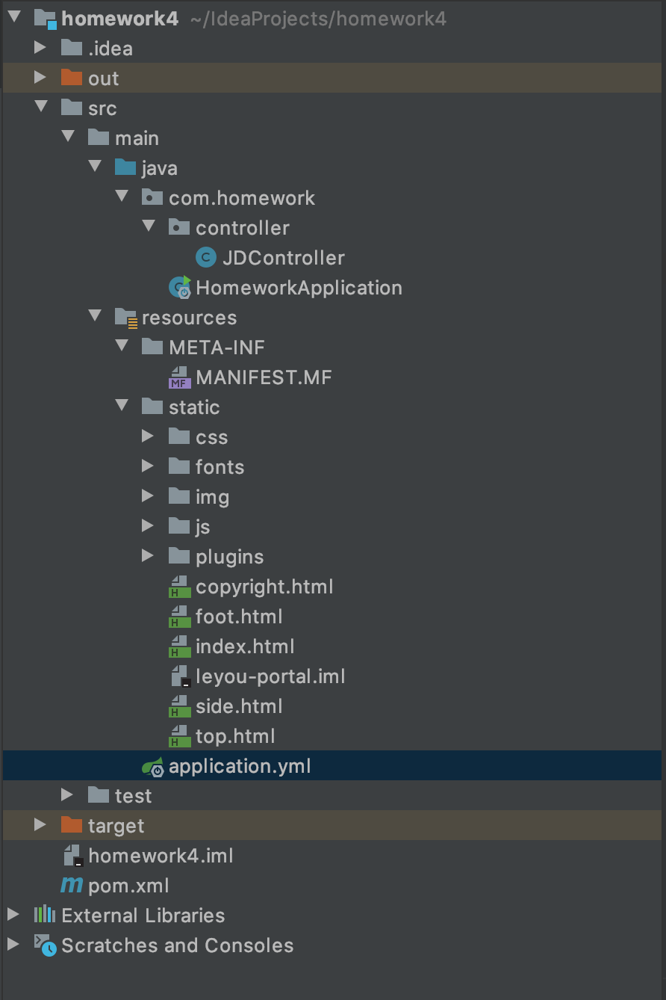 homework4 ~/IdeaProjects/homework4
.idea
out
src
main
java
com.homework
controller
C JDController
C HomeworkApplication
resources
META-INF
MF MANIFEST.MF
static
css
fonts
img
js
plugins
H copyright.html
H foot.html
H index.html
leyou-portal.iml
H side.html
H top.html
application.yml
test
target
homework4.iml
m pom.xml
External Libraries
Scratches and Consoles